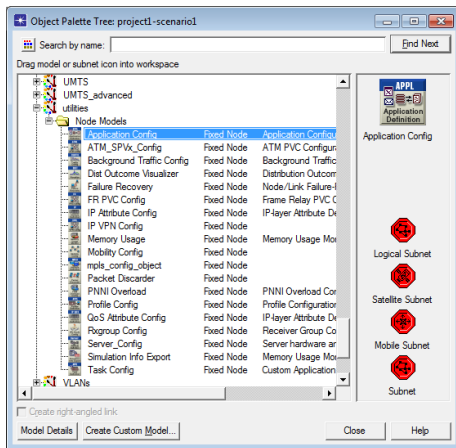 Object Palette Tree: project1-scenario1
Search by name:
Find Next
Drag model or subnet icon into workspace
UMTS
UMTS_advanced
utilities
Node Models
Application Config Fixed Node Application Configu
ATM_SPVx_Config Fixed Node ATM PVC Configura
Background Traffic Config Fixed Node Background Traffic
Dist Outcome Visualizer Fixed Node Distribution Outcom
Failure Recovery Fixed Node Node/Link Failure-I
FR PVC Config Fixed Node Frame Relay PVC C
IP Attribute Config Fixed Node IP-layer Attribute De
IP VPN Config Fixed Node
Memory Usage Fixed Node Memory Usage Mor
Mobility Config Fixed Node
mpls_config_object Fixed Node
Packet Discarder Fixed Node
PNNI Overload Fixed Node PNNI Overload Cor
Profile Config Fixed Node Profile Configuration
QoS Attribute Config Fixed Node IP-layer Attribute De
Rxgroup Config Fixed Node Receiver Group Co
Server_Config Fixed Node Server hardware ar
Simulation Info Export Fixed Node Memory Usage Mor
Task Config Fixed Node Custom Application
VLANs
APPL
Application
Definition
Application Config
Logical Subnet
Satellite Subnet
Mobile Subnet
Subnet
Create right-angled link
Model Details
Create Custom Model...
Close
Help